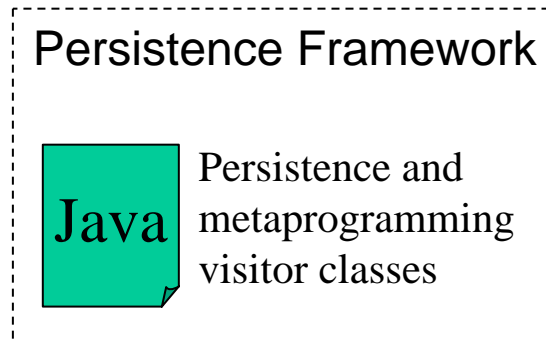 Persistence Framework
Java
Persistence and
metaprogramming
visitor classes